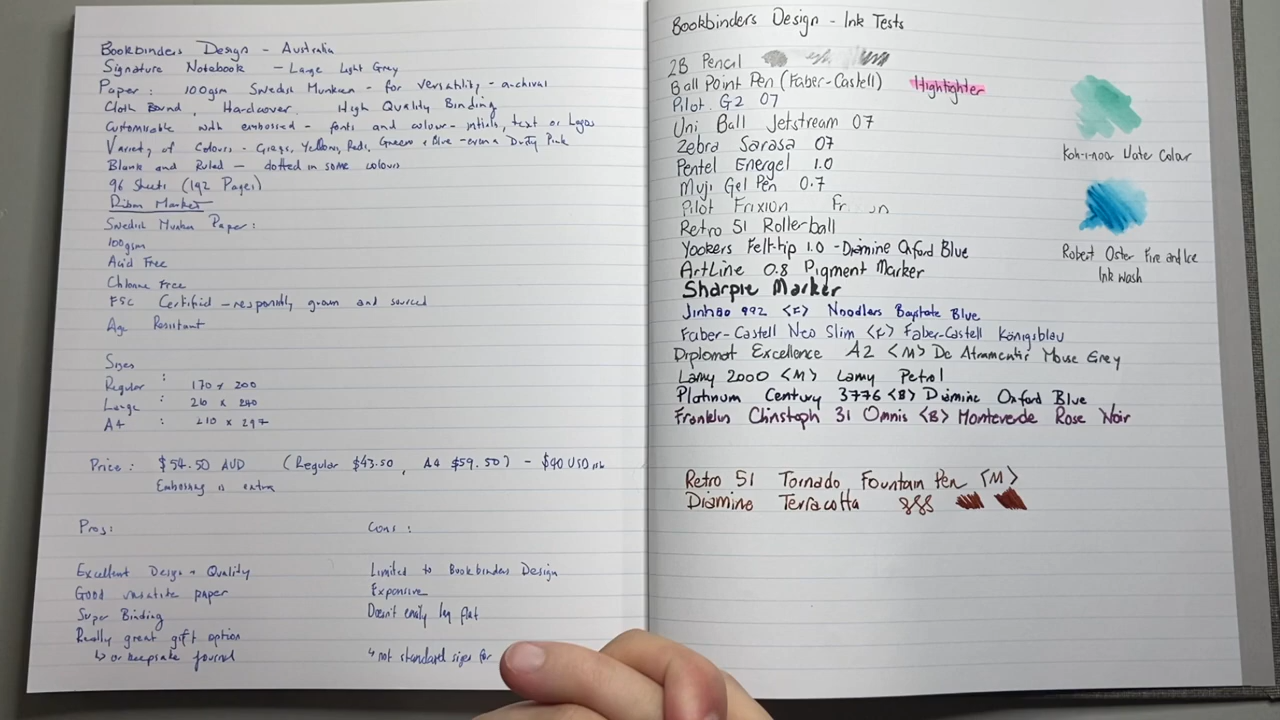 Bookbinders Design - Australia
Signature Notebook - Large Light Grey
Paper: 100gsm Swedish Munken - for versatility - archival
Cloth Bound, Hardcover. High Quality Binding
Customisable with embossed - fonts and colour - intials, text or Logos
Variety of Colours - Greys, Yellows, Reds, Greens + Blue - even a Dusty Pink
Blank and Ruled - dotted in some colours
96 Sheets (192 Pages)
Ribbon Marker
Swedish Munken Paper:
100gsm
Acid Free
Chlorine Free
FSC Certified - responsibly grown and sourced
Age Resistant
Sizes
Regular : 170 x 200
Large : 210 x 240
A4 : 210 x 297
Price: $54.50 AUD (Regular $43.50, A4 $59.50) - $40 USD
Embossing is extra
Pros:
Excellent Design + Quality
Good versatile paper
Super Binding
Really great gift option
↳ or keepsake journal
Cons:
Limited to Bookbinders Design
Expensive
Doesn't easily lay flat
↳ not standard sizes for
Bookbinders Design - Ink Tests
2B Pencil
Ball Point Pen (Faber-Castell) Highlighter
Pilot G2 07
Uni Ball Jetstream 07
Zebra Sarasa 07
Pentel Energel 1.0
Muji Gel Pen 0.7
Pilot Frixion Fr on
Retro 51 Rollerball
Yookers Felt-tip 1.0 - Diamine Oxford Blue
ArtLine 0.8 Pigment Marker
Sharpie Marker
Jinhao 992 <F> Noodlers Baystate Blue
Faber-Castell Neo Slim <F> Faber-Castell Königsblau
Diplomat Excellence A2 <M> De Atramentis Mouse Grey
Lamy 2000 <M> Lamy Petrol
Platinum Century 3776 <B> Diamine Oxford Blue
Franklin Christoph 31 Omnis <B> Monteverde Rose Noir
Retro 51 Tornado Fountain Pen <M>
Diamine Terracotta
Koh-i-noor Water Colour
Robert Oster Fire and Ice
Ink Wash